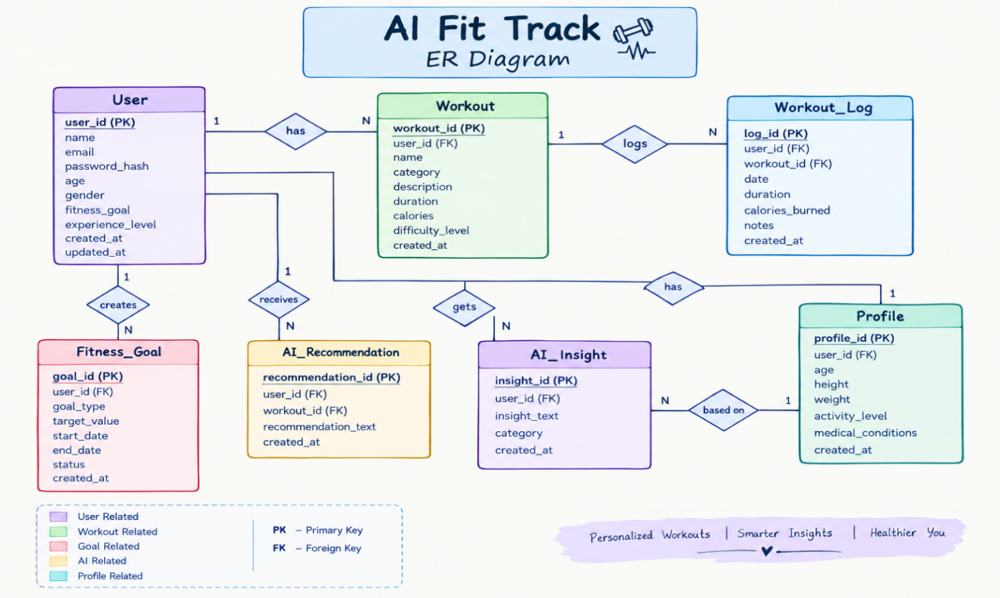 AI Fit Track
ER Diagram
User
user_id (PK)
name
email
password_hash
age
gender
fitness_goal
experience_level
created_at
updated_at
1
has
N
Workout
workout_id (PK)
user_id (FK)
name
category
description
duration
calories
difficulty_level
created_at
1
logs
N
Workout_Log
log_id (PK)
user_id (FK)
workout_id (FK)
date
duration
calories_burned
notes
created_at
1
creates
N
1
receives
N
gets
N
has
1
Fitness_Goal
goal_id (PK)
user_id (FK)
goal_type
target_value
start_date
end_date
status
created_at
AI_Recommendation
recommendation_id (PK)
user_id (FK)
workout_id (FK)
recommendation_text
created_at
AI_Insight
insight_id (PK)
user_id (FK)
insight_text
category
created_at
N
based on
1
Profile
profile_id (PK)
user_id (FK)
age
height
weight
activity_level
medical_conditions
created_at
User Related
Workout Related
Goal Related
AI Related
Profile Related
PK – Primary Key
FK – Foreign Key
Personalized Workouts | Smarter Insights | Healthier You